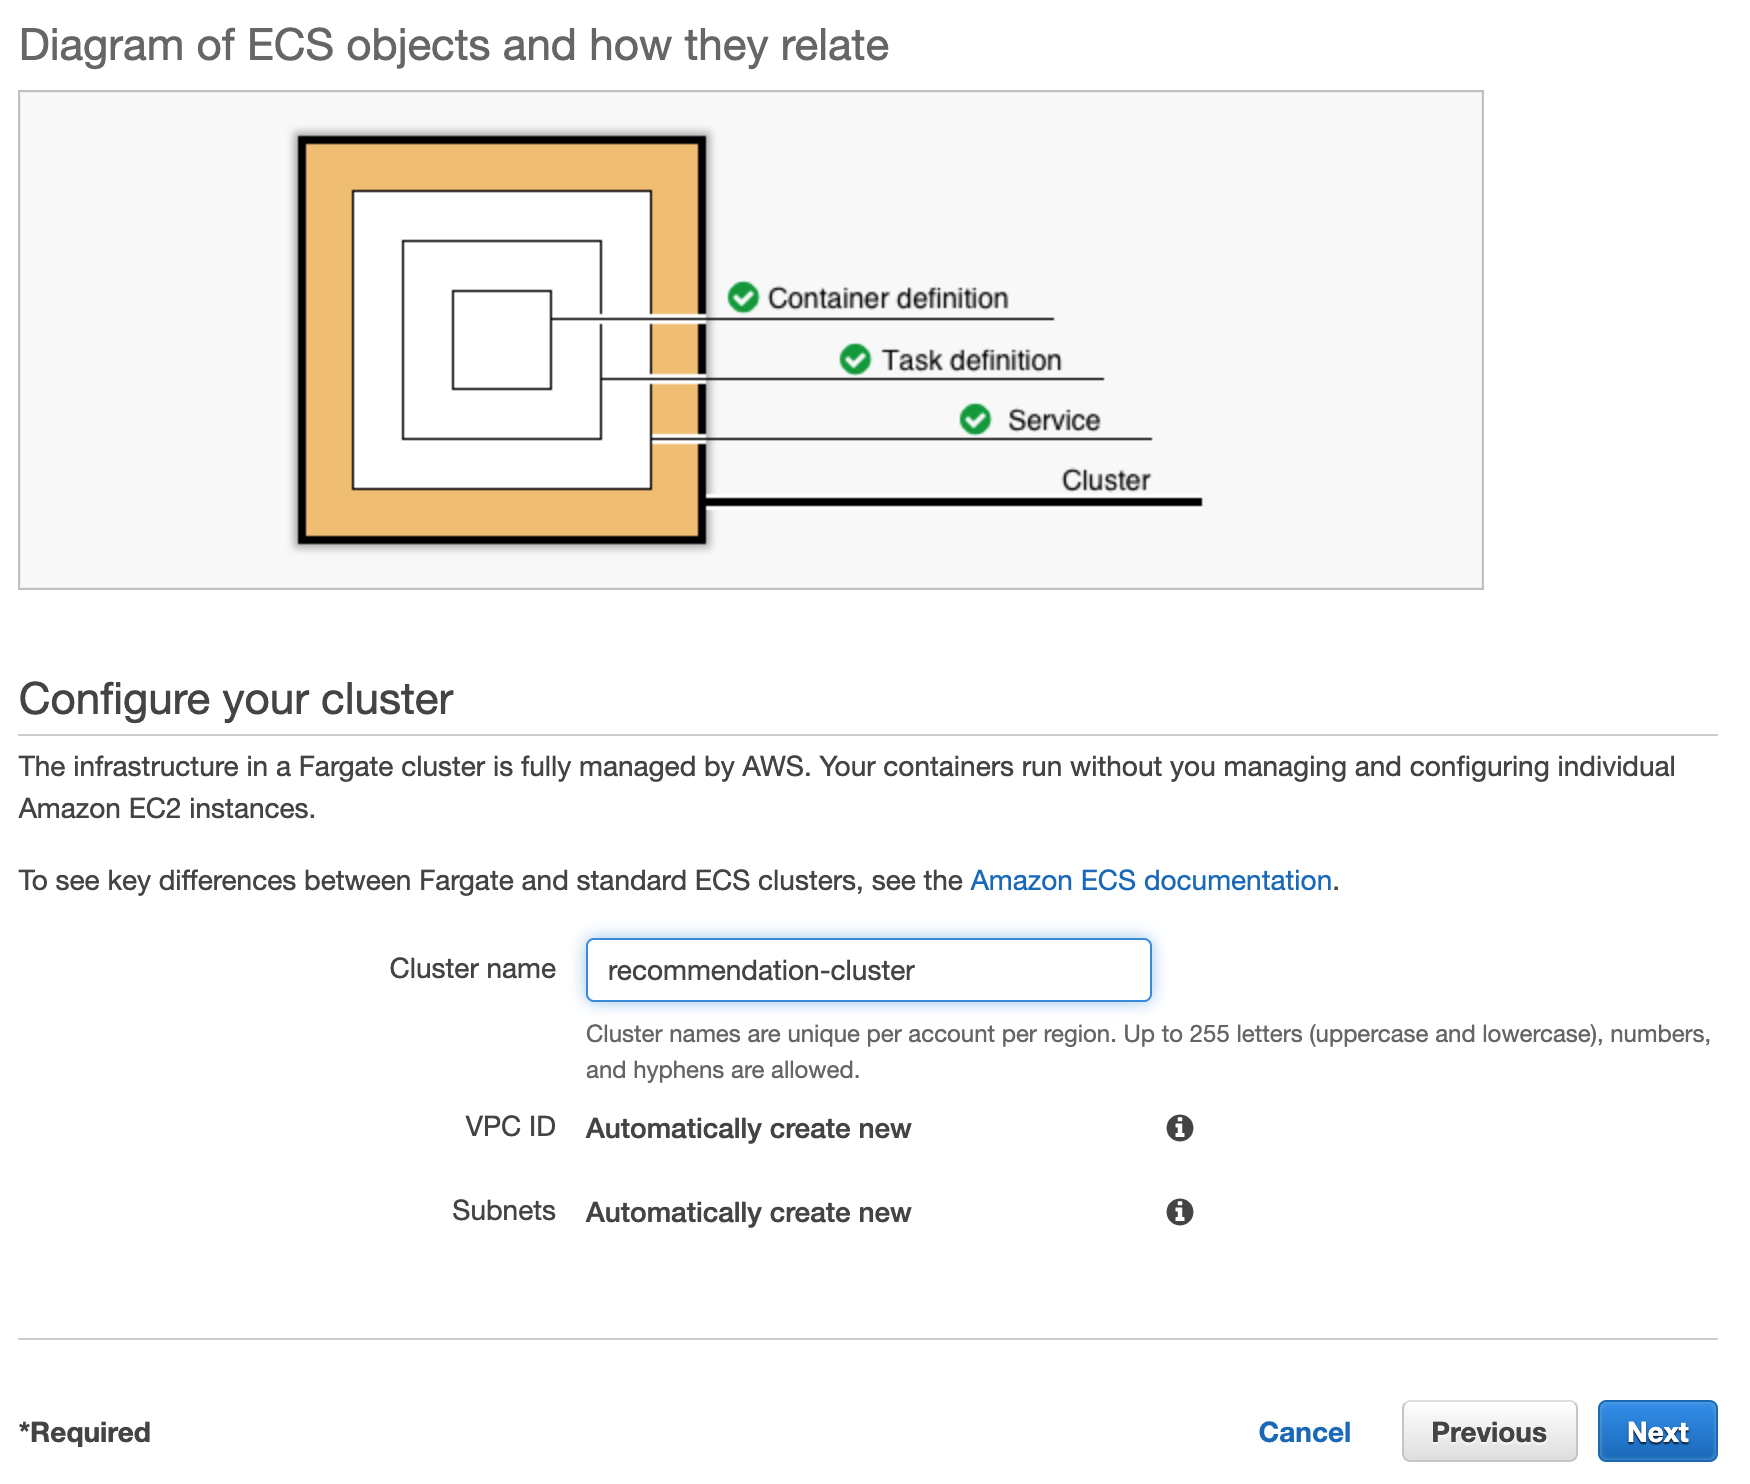 Diagram of ECS objects and how they relate
Container definition
Task definition
Service
Cluster
Configure your cluster
The infrastructure in a Fargate cluster is fully managed by AWS. Your containers run without you managing and configuring individual
Amazon EC2 instances.
To see key differences between Fargate and standard ECS clusters, see the Amazon ECS documentation.
Cluster name recommendation-cluster
Cluster names are unique per account per region. Up to 255 letters (uppercase and lowercase), numbers,
and hyphens are allowed.
VPC ID Automatically create new
Subnets Automatically create new
*Required Cancel Previous Next